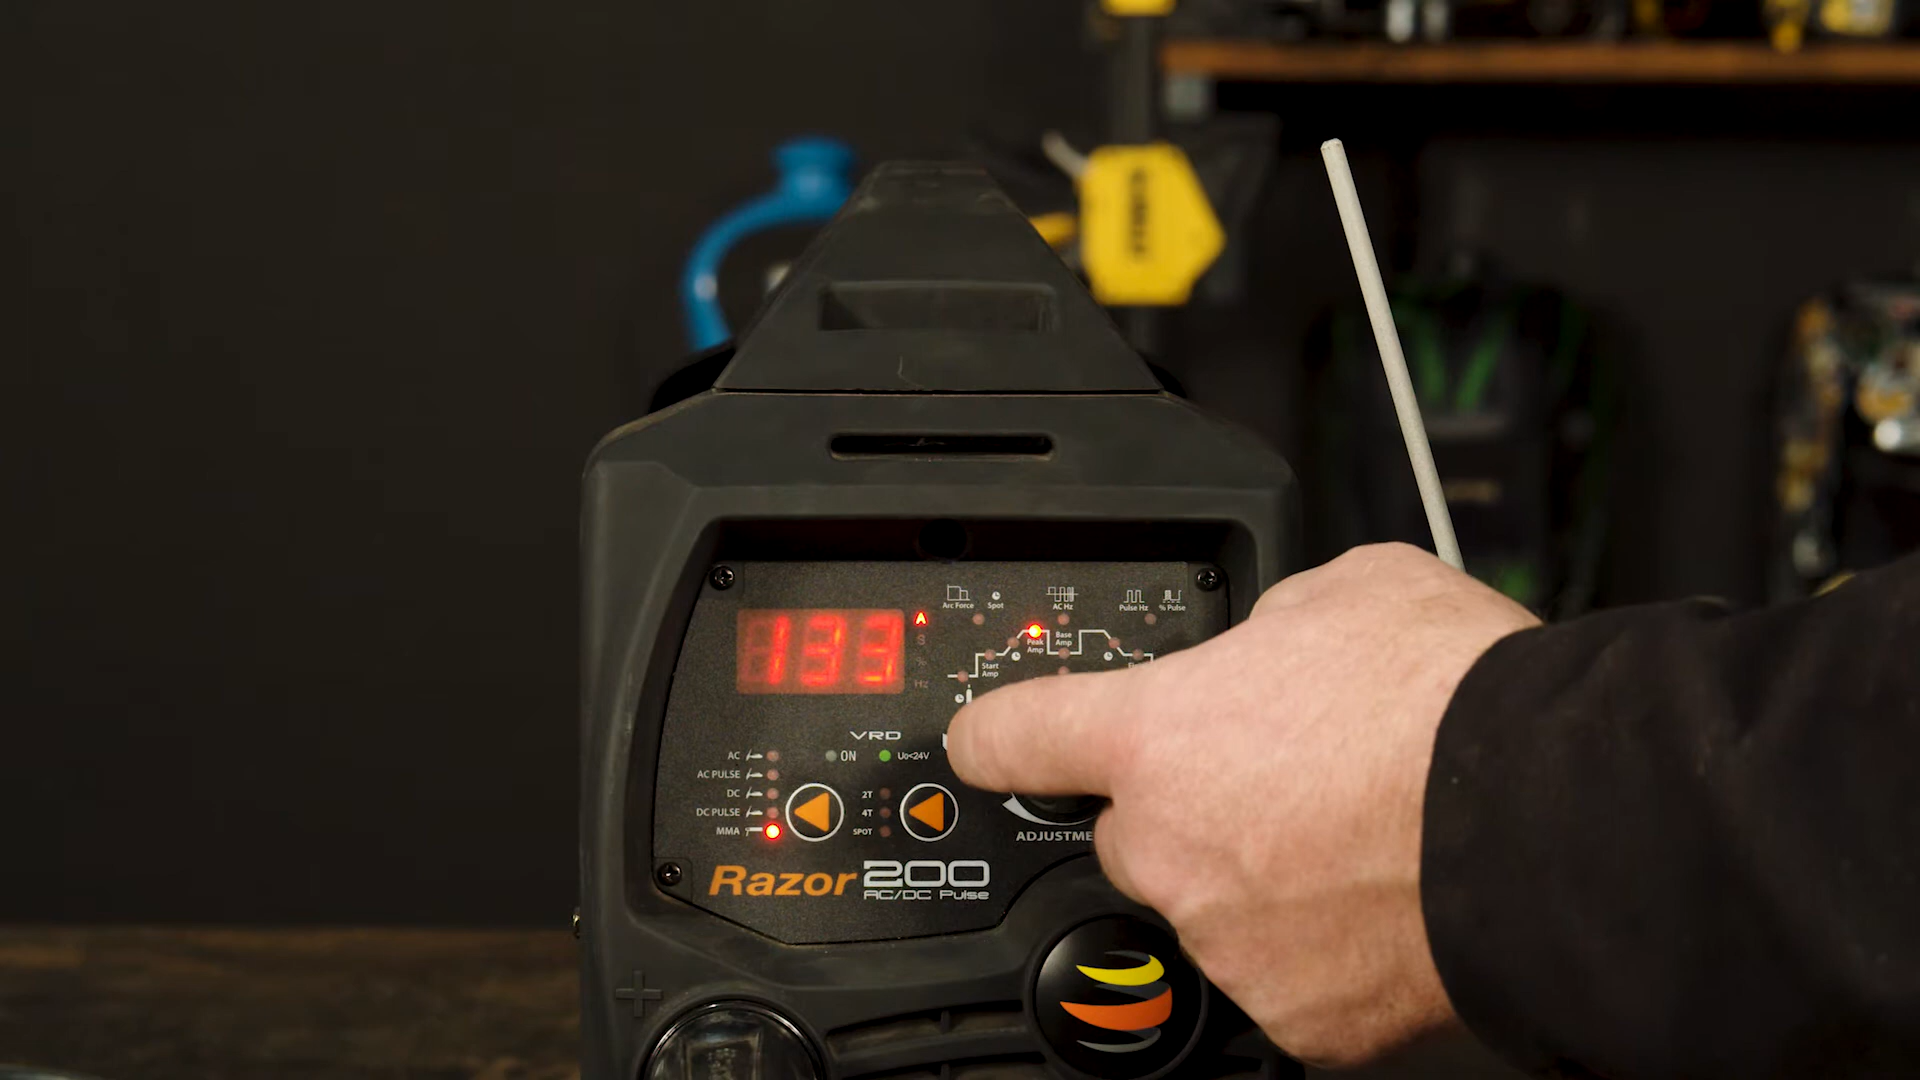 Arc Force
Spot
AC Hz
Pulse Hz
% Pulse
133
A
S
%
Hz
Peak
Amp
Base
Amp
Start
Amp
VRD
ON
Uo<24V
AC
AC PULSE
DC
DC PULSE
MMA
2T
4T
SPOT
ADJUSTME
Razor 200
AC/DC Pulse
+